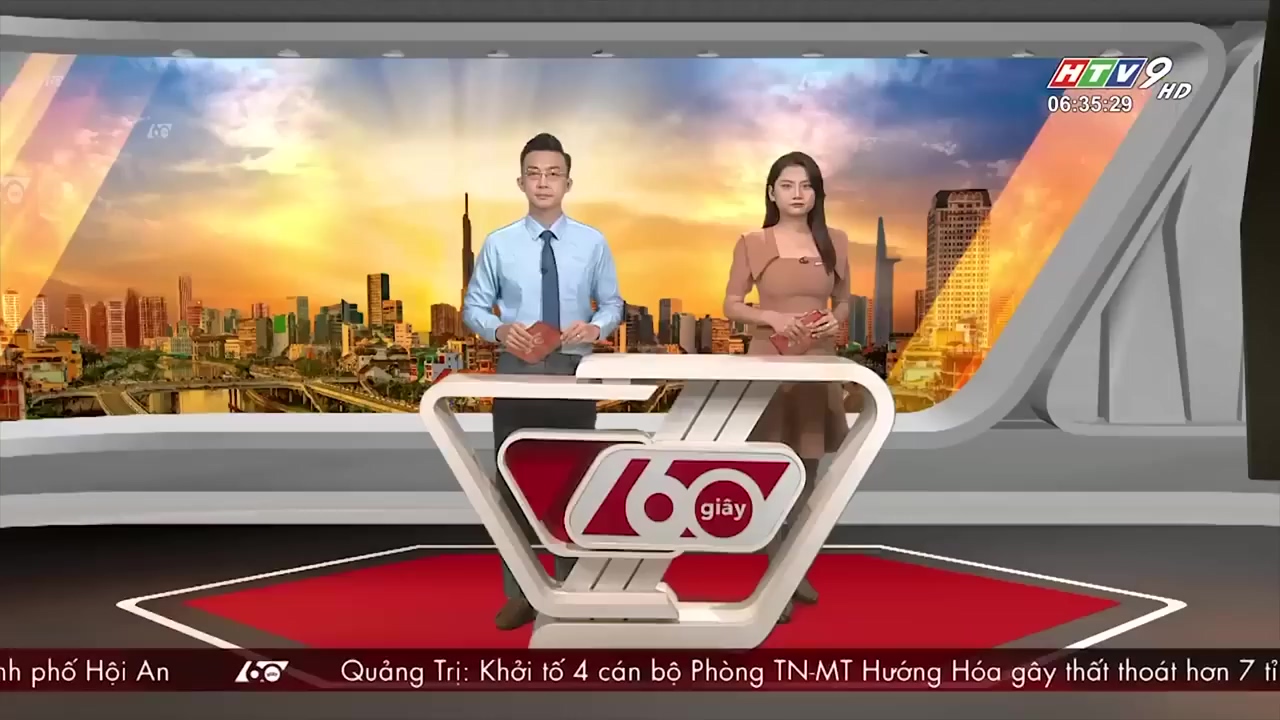 HTV9
HD
06:35:29
60
giây
nh phố Hội An 60 Quảng Trị: Khởi tố 4 cán bộ Phòng TN-MT Hướng Hóa gây thất thoát hơn 7 tỉ